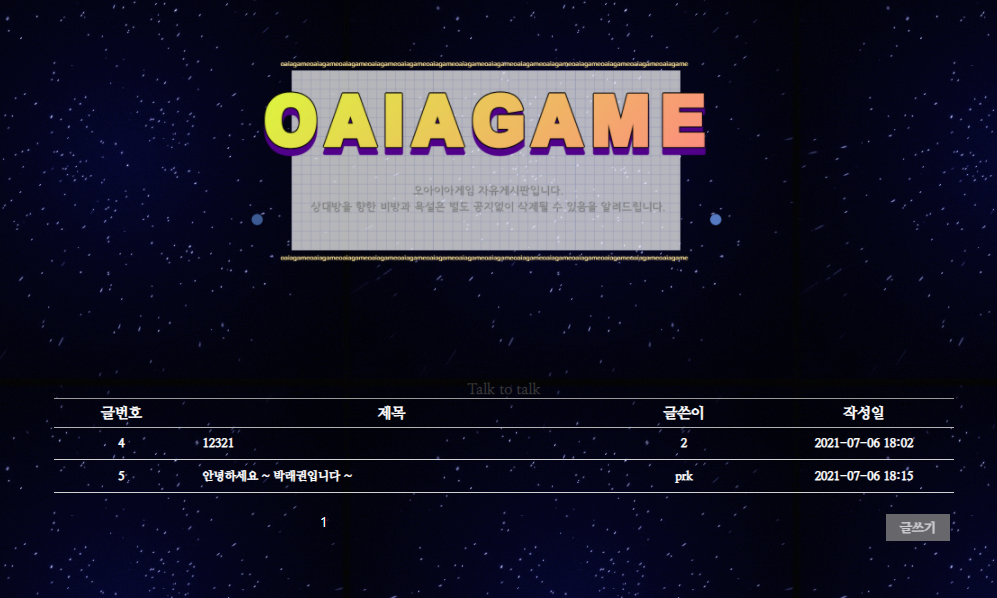 oaiagameoaiagameoaiagameoaiagameoaiagameoaiagameoaiagameoaiagameoaiagameoaiagameoaiagameoaiagame
OAIAGAME
오아이아게임 자유게시판입니다.
상대방을 향한 비방과 욕설은 별도 공지없이 삭제될 수 있음을 알려드립니다.
oaiagameoaiagameoaiagameoaiagameoaiagameoaiagameoaiagameoaiagameoaiagameoaiagameoaiagameoaiagame
Talk to talk
글번호 제목 글쓴이 작성일
4 12321 2 2021-07-06 18:02
5 안녕하세요 ~ 박래권입니다 ~ prk 2021-07-06 18:15
1 글쓰기